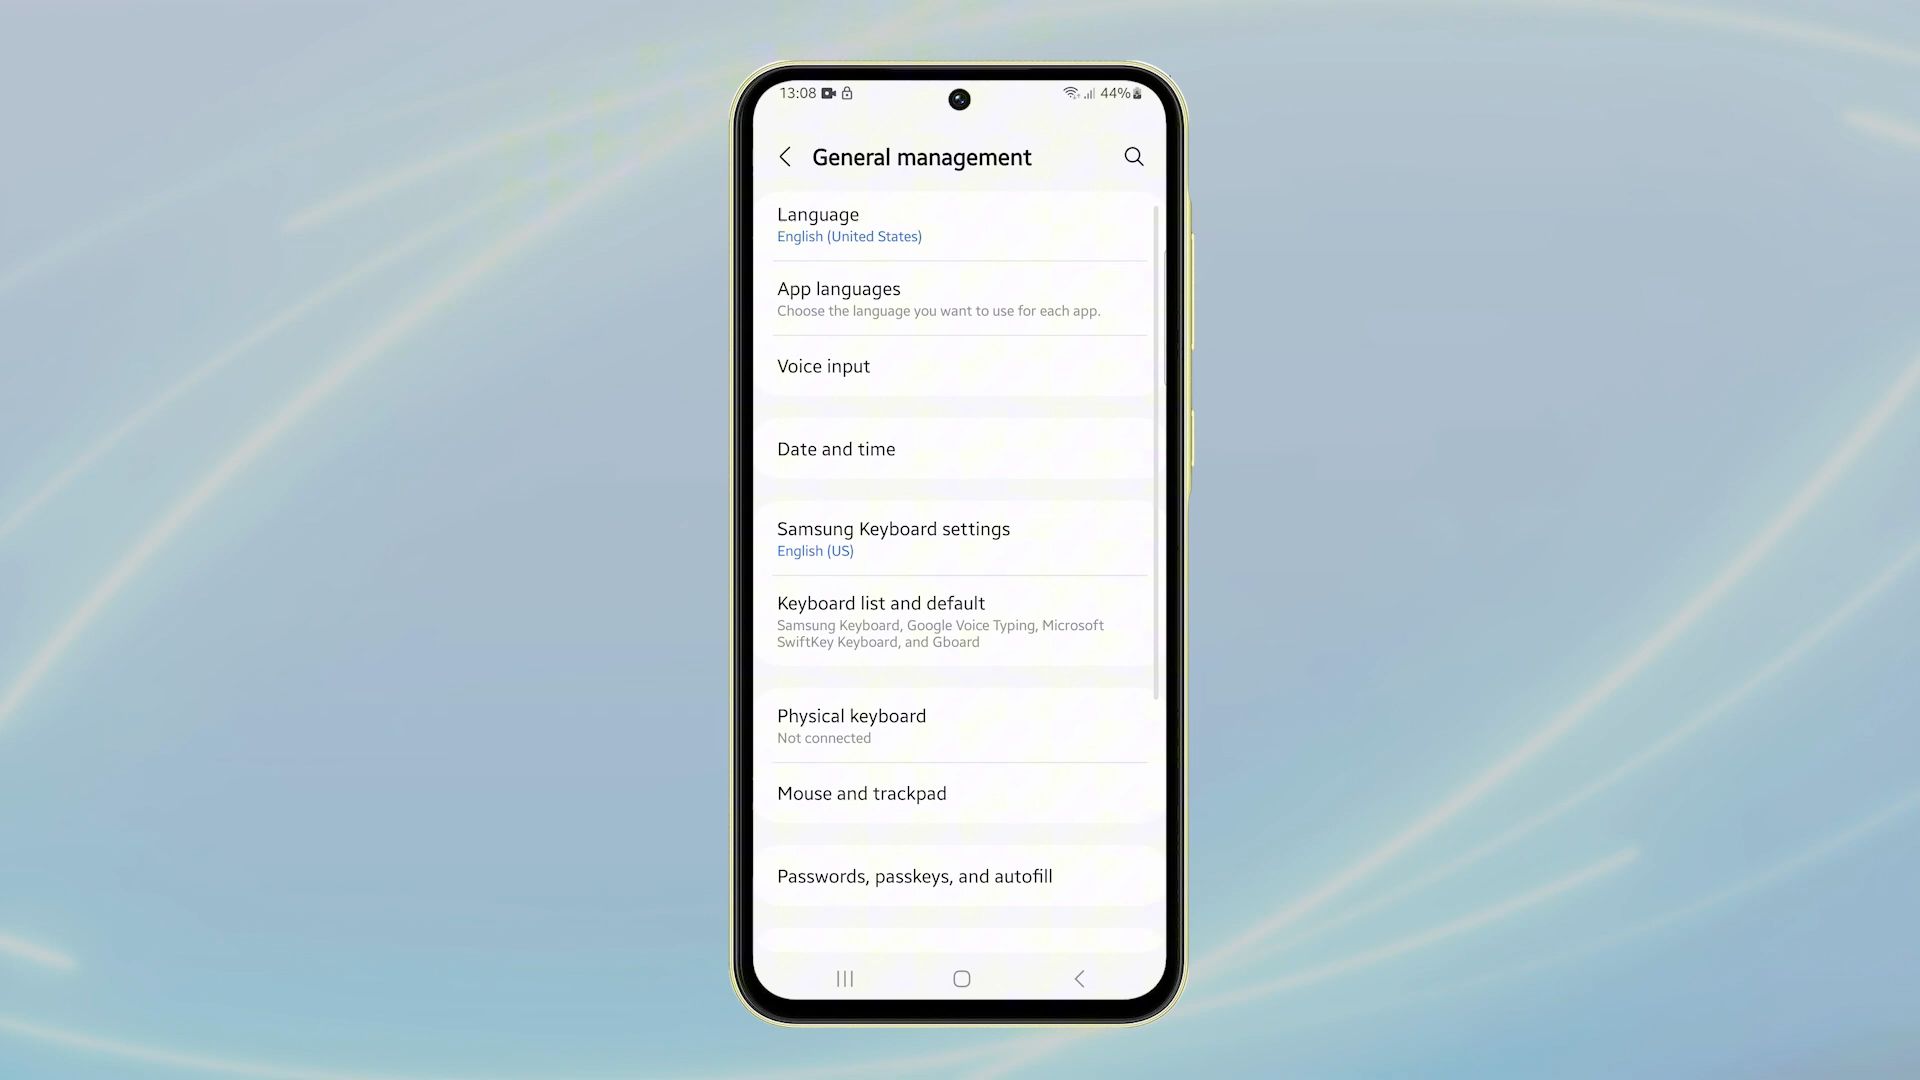 13:08
44%
General management
Language
English (United States)
App languages
Choose the language you want to use for each app.
Voice input
Date and time
Samsung Keyboard settings
English (US)
Keyboard list and default
Samsung Keyboard, Google Voice Typing, Microsoft
SwiftKey Keyboard, and Gboard
Physical keyboard
Not connected
Mouse and trackpad
Passwords, passkeys, and autofill